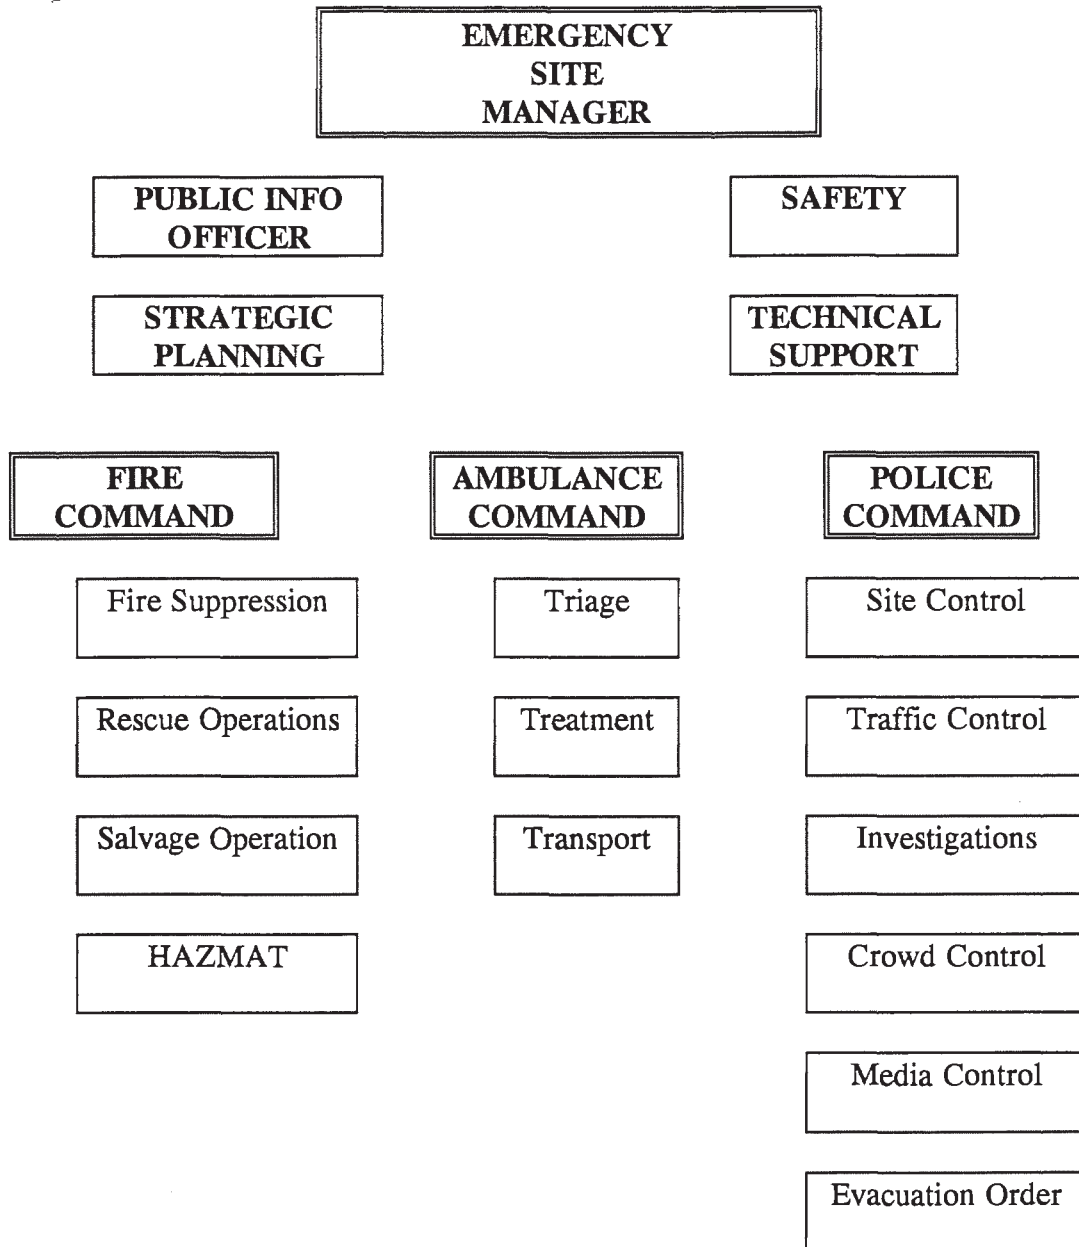 EMERGENCY
SITE
MANAGER
PUBLIC INFO
OFFICER
SAFETY
STRATEGIC
PLANNING
TECHNICAL
SUPPORT
FIRE
COMMAND
AMBULANCE
COMMAND
POLICE
COMMAND
Fire Suppression
Triage
Site Control
Rescue Operations
Treatment
Traffic Control
Salvage Operation
Transport
Investigations
HAZMAT
Crowd Control
Media Control
Evacuation Order